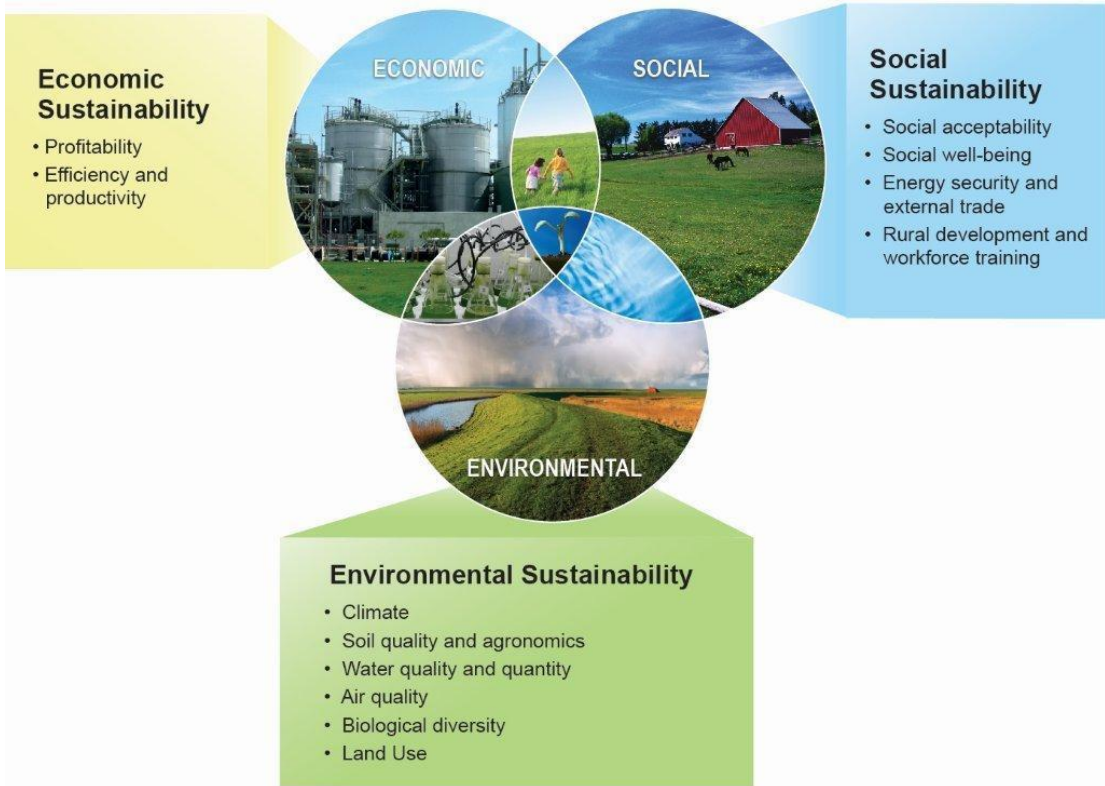 ECONOMIC
SOCIAL
ENVIRONMENTAL
Economic
Sustainability
• Profitability
• Efficiency and
productivity
Social
Sustainability
• Social acceptability
• Social well-being
• Energy security and
external trade
• Rural development and
workforce training
Environmental Sustainability
• Climate
• Soil quality and agronomics
• Water quality and quantity
• Air quality
• Biological diversity
• Land Use